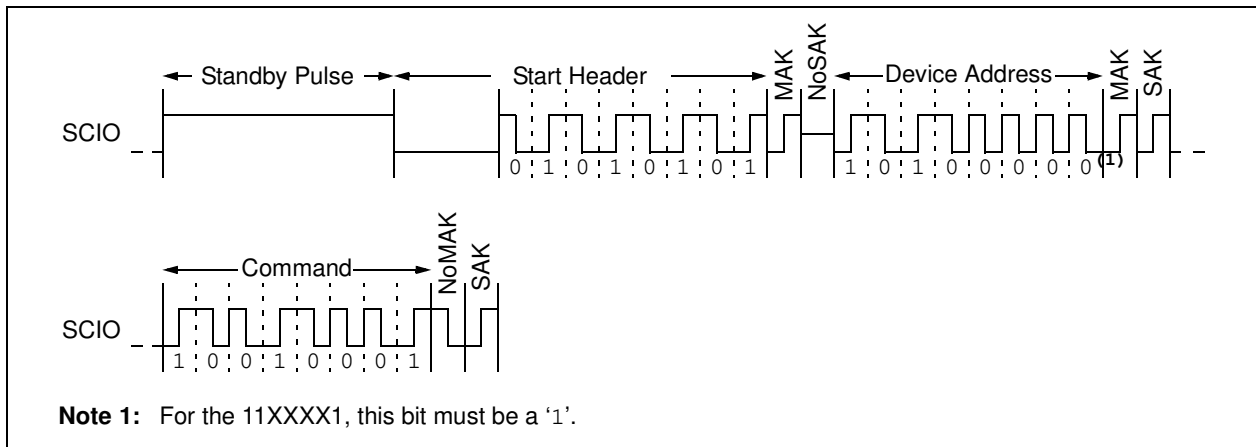 Standby Pulse Start Header MAK NoSAK Device Address MAK SAK
SCIO
0 1 0 1 0 1 0 1 1 0 1 0 0 0 0 0(1)
Command NoMAK SAK
SCIO
1 0 0 1 0 0 0 1
Note 1: For the 11XXXX1, this bit must be a ‘1’.